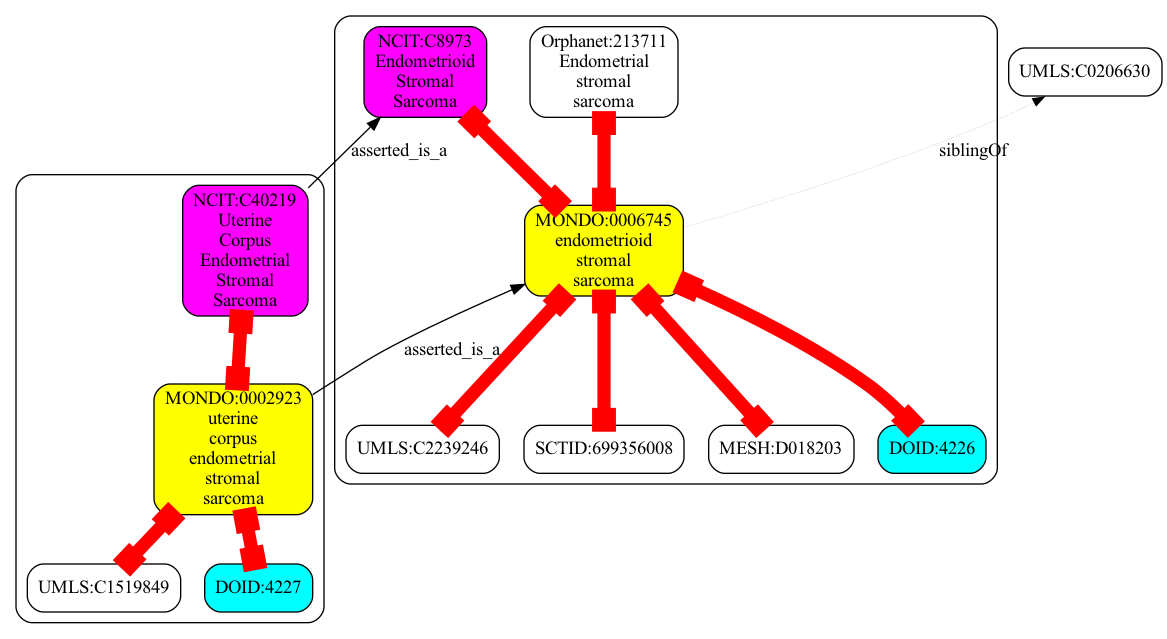 NCIT:C8973
Endometrioid
Stromal
Sarcoma
Orphanet:213711
Endometrial
stromal
sarcoma
UMLS:C0206630
asserted_is_a
siblingOf
NCIT:C40219
Uterine
Corpus
Endometrial
Stromal
Sarcoma
MONDO:0006745
endometrioid
stromal
sarcoma
asserted_is_a
MONDO:0002923
uterine
corpus
endometrial
stromal
sarcoma
UMLS:C2239246
SCTID:699356008
MESH:D018203
DOID:4226
UMLS:C1519849
DOID:4227